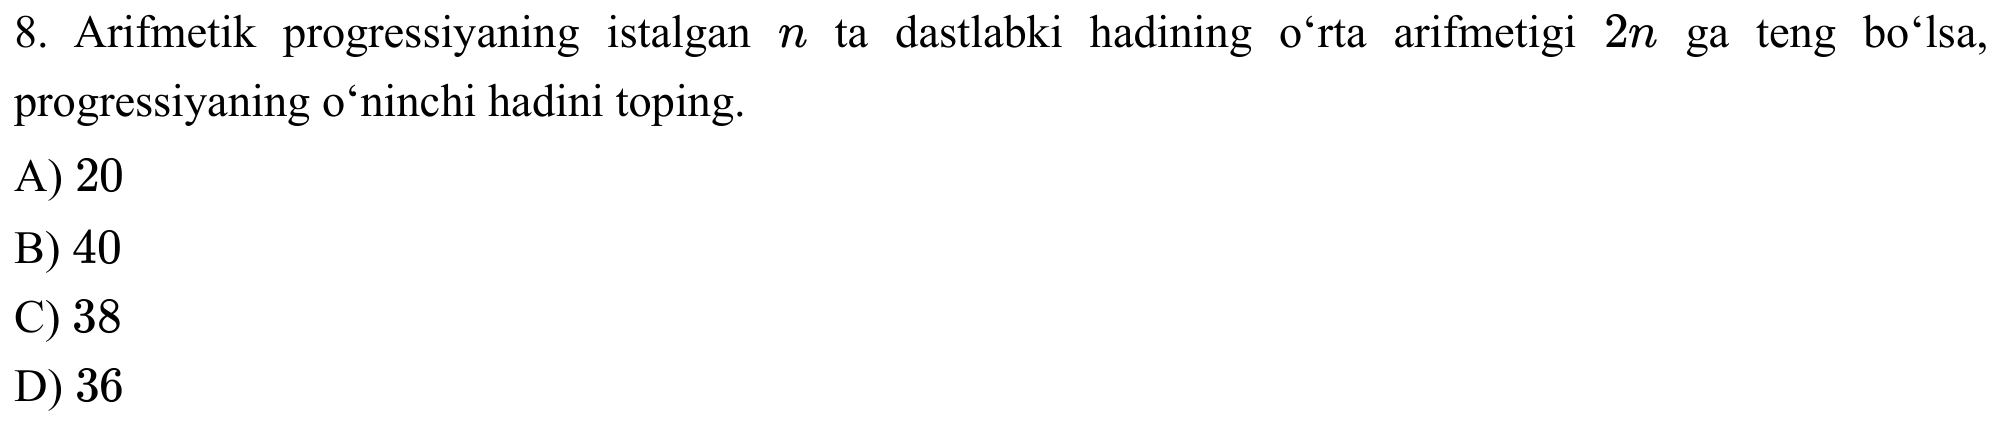 8. Arifmetik progressiyaning istalgan n ta dastlabki hadining o‘rta arifmetigi 2n ga teng bo‘lsa,
progressiyaning o‘ninchi hadini toping.
A) 20
B) 40
C) 38
D) 36